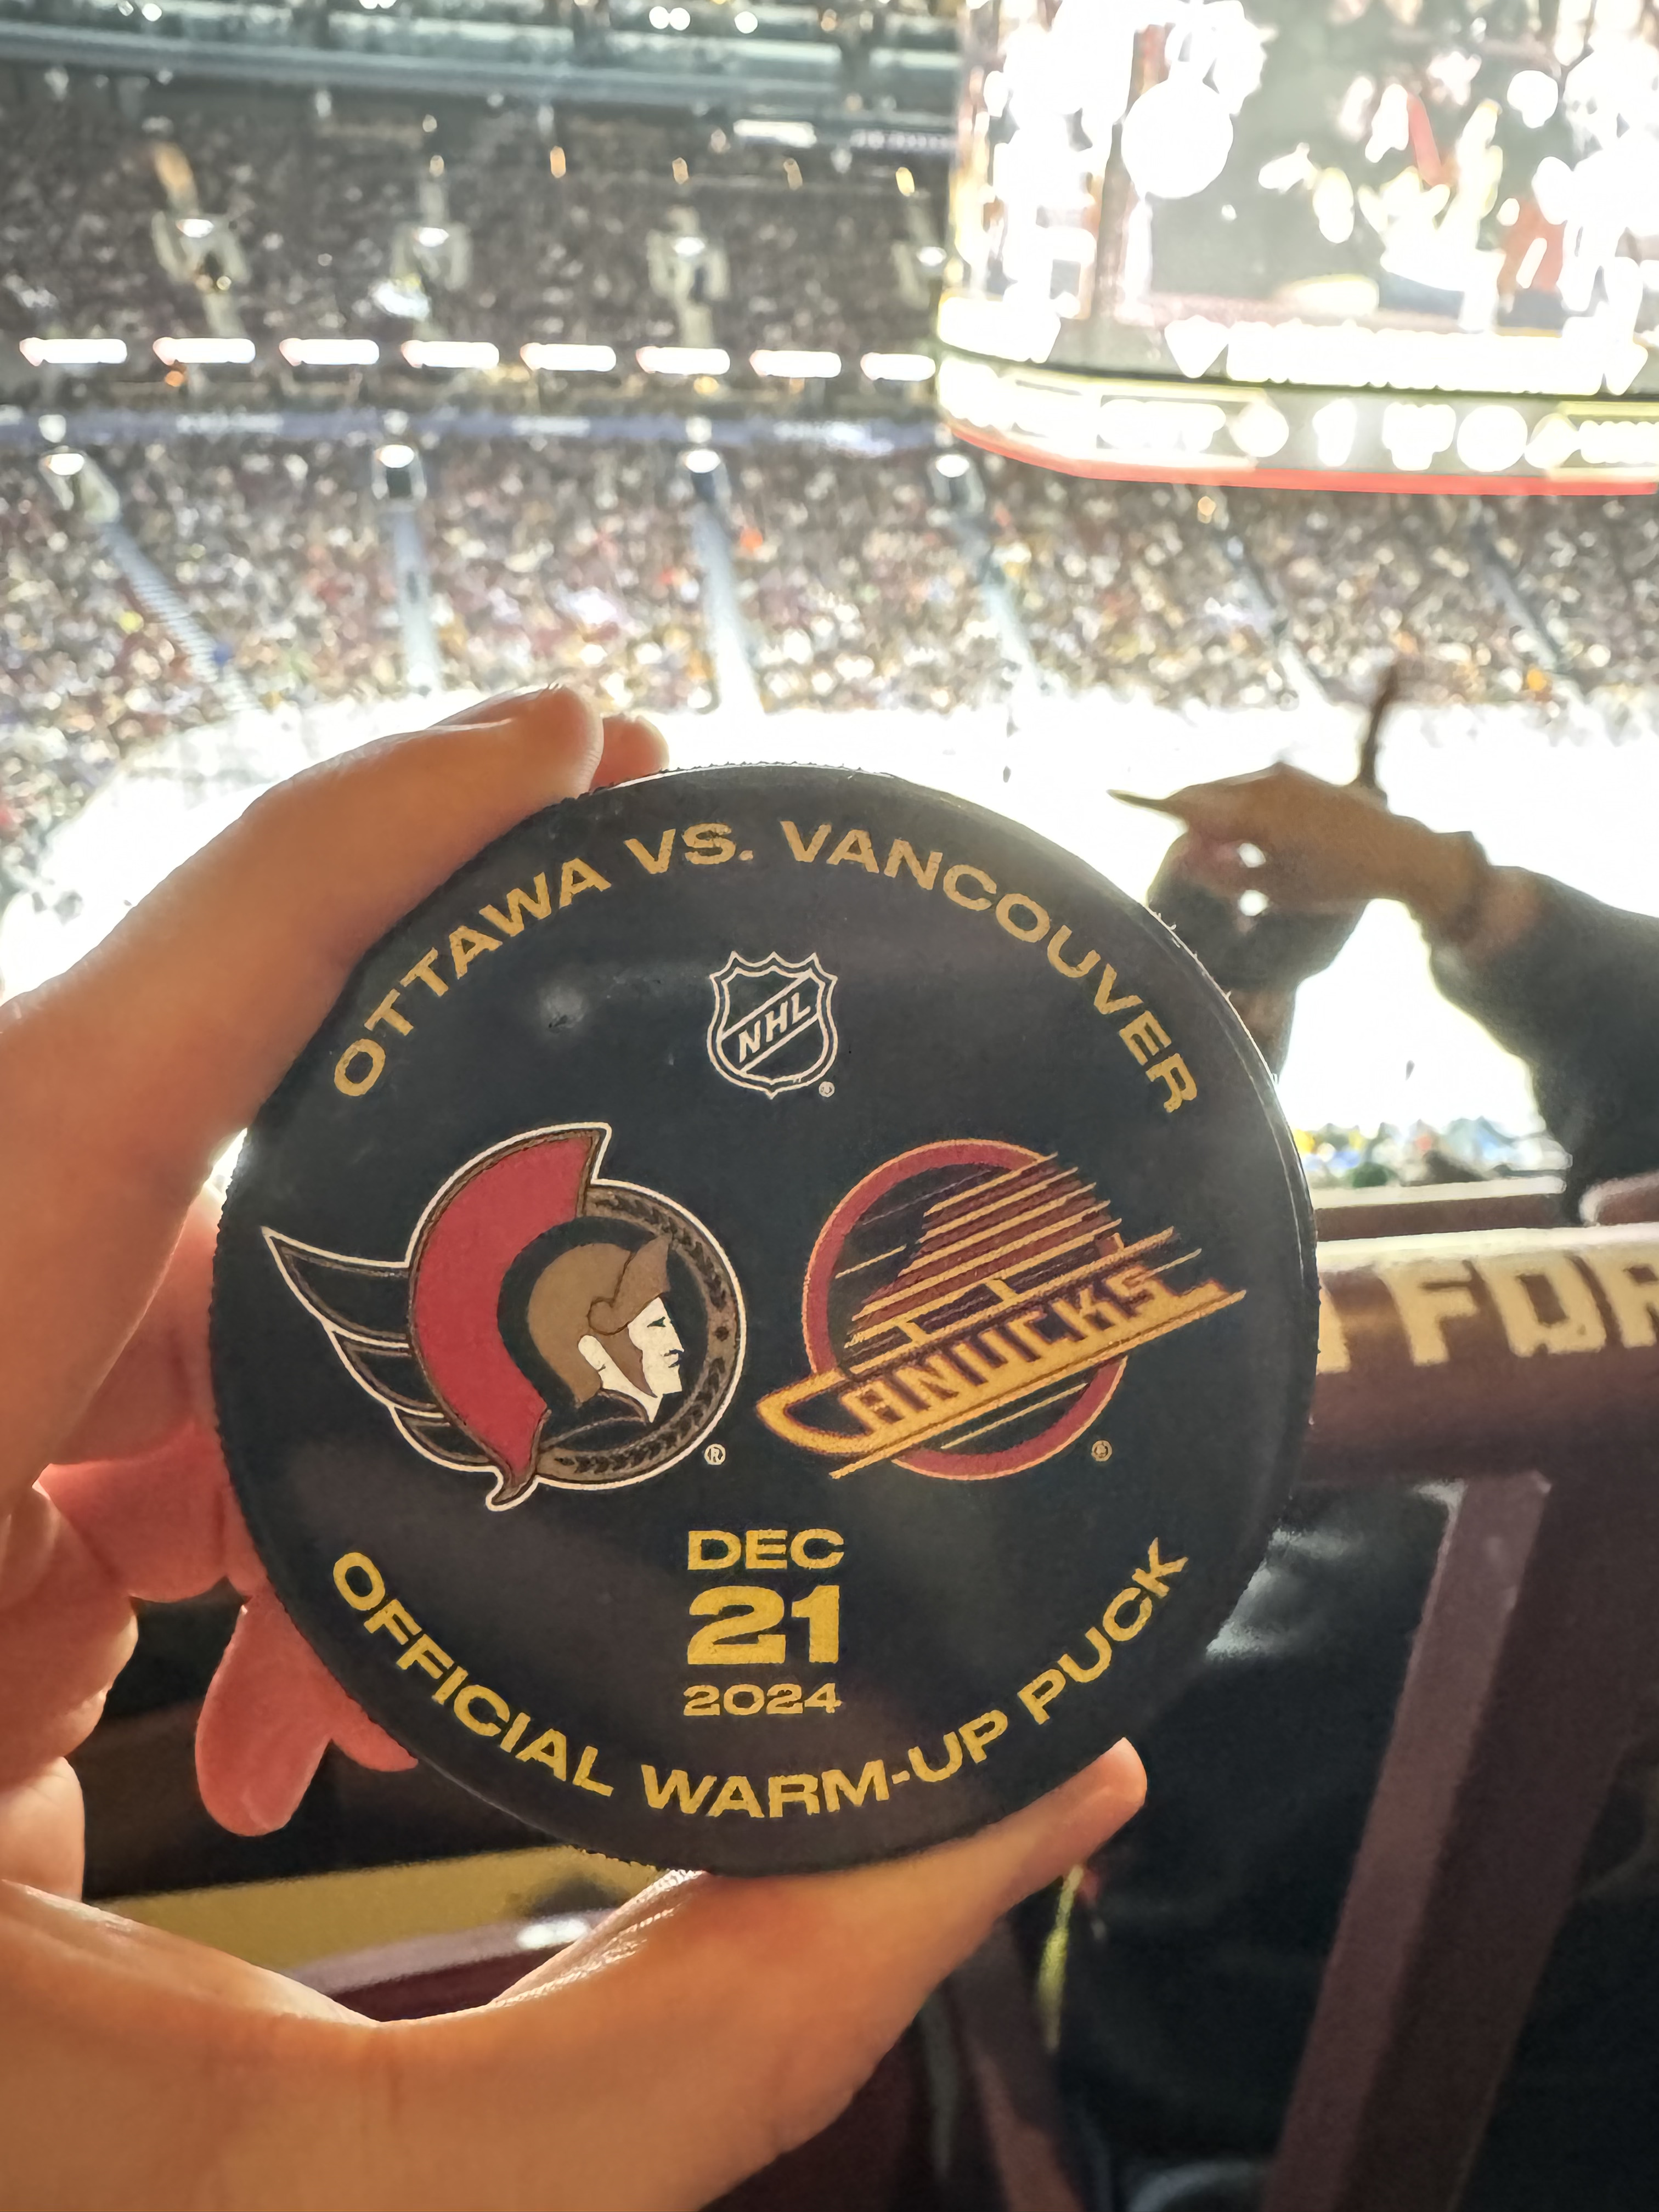 OTTAWA VS. VANCOUVER
NHL
®
CANUCKS
®
®
DEC
21
2024
OFFICIAL WARM-UP PUCK